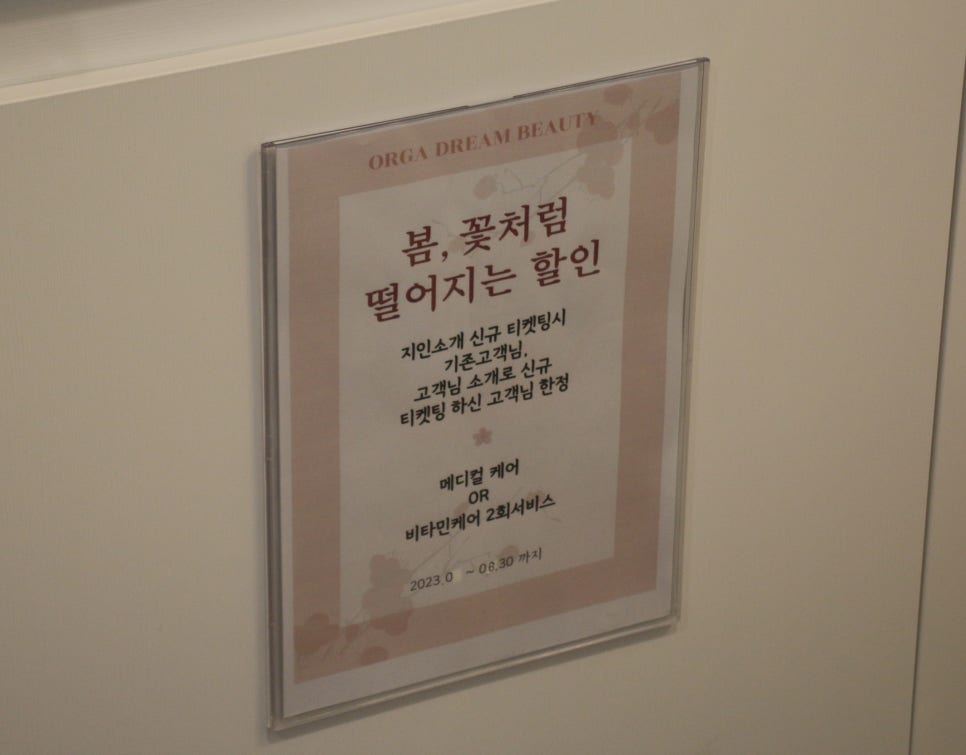 ORGA DREAM BEAUTY
봄, 꽃처럼
떨어지는 할인
지인소개 신규 티켓팅시
기존고객님,
고객님 소개로 신규
티켓팅 하신 고객님 한정
메디컬 케어
OR
비타민케어 2회서비스
~ 까지